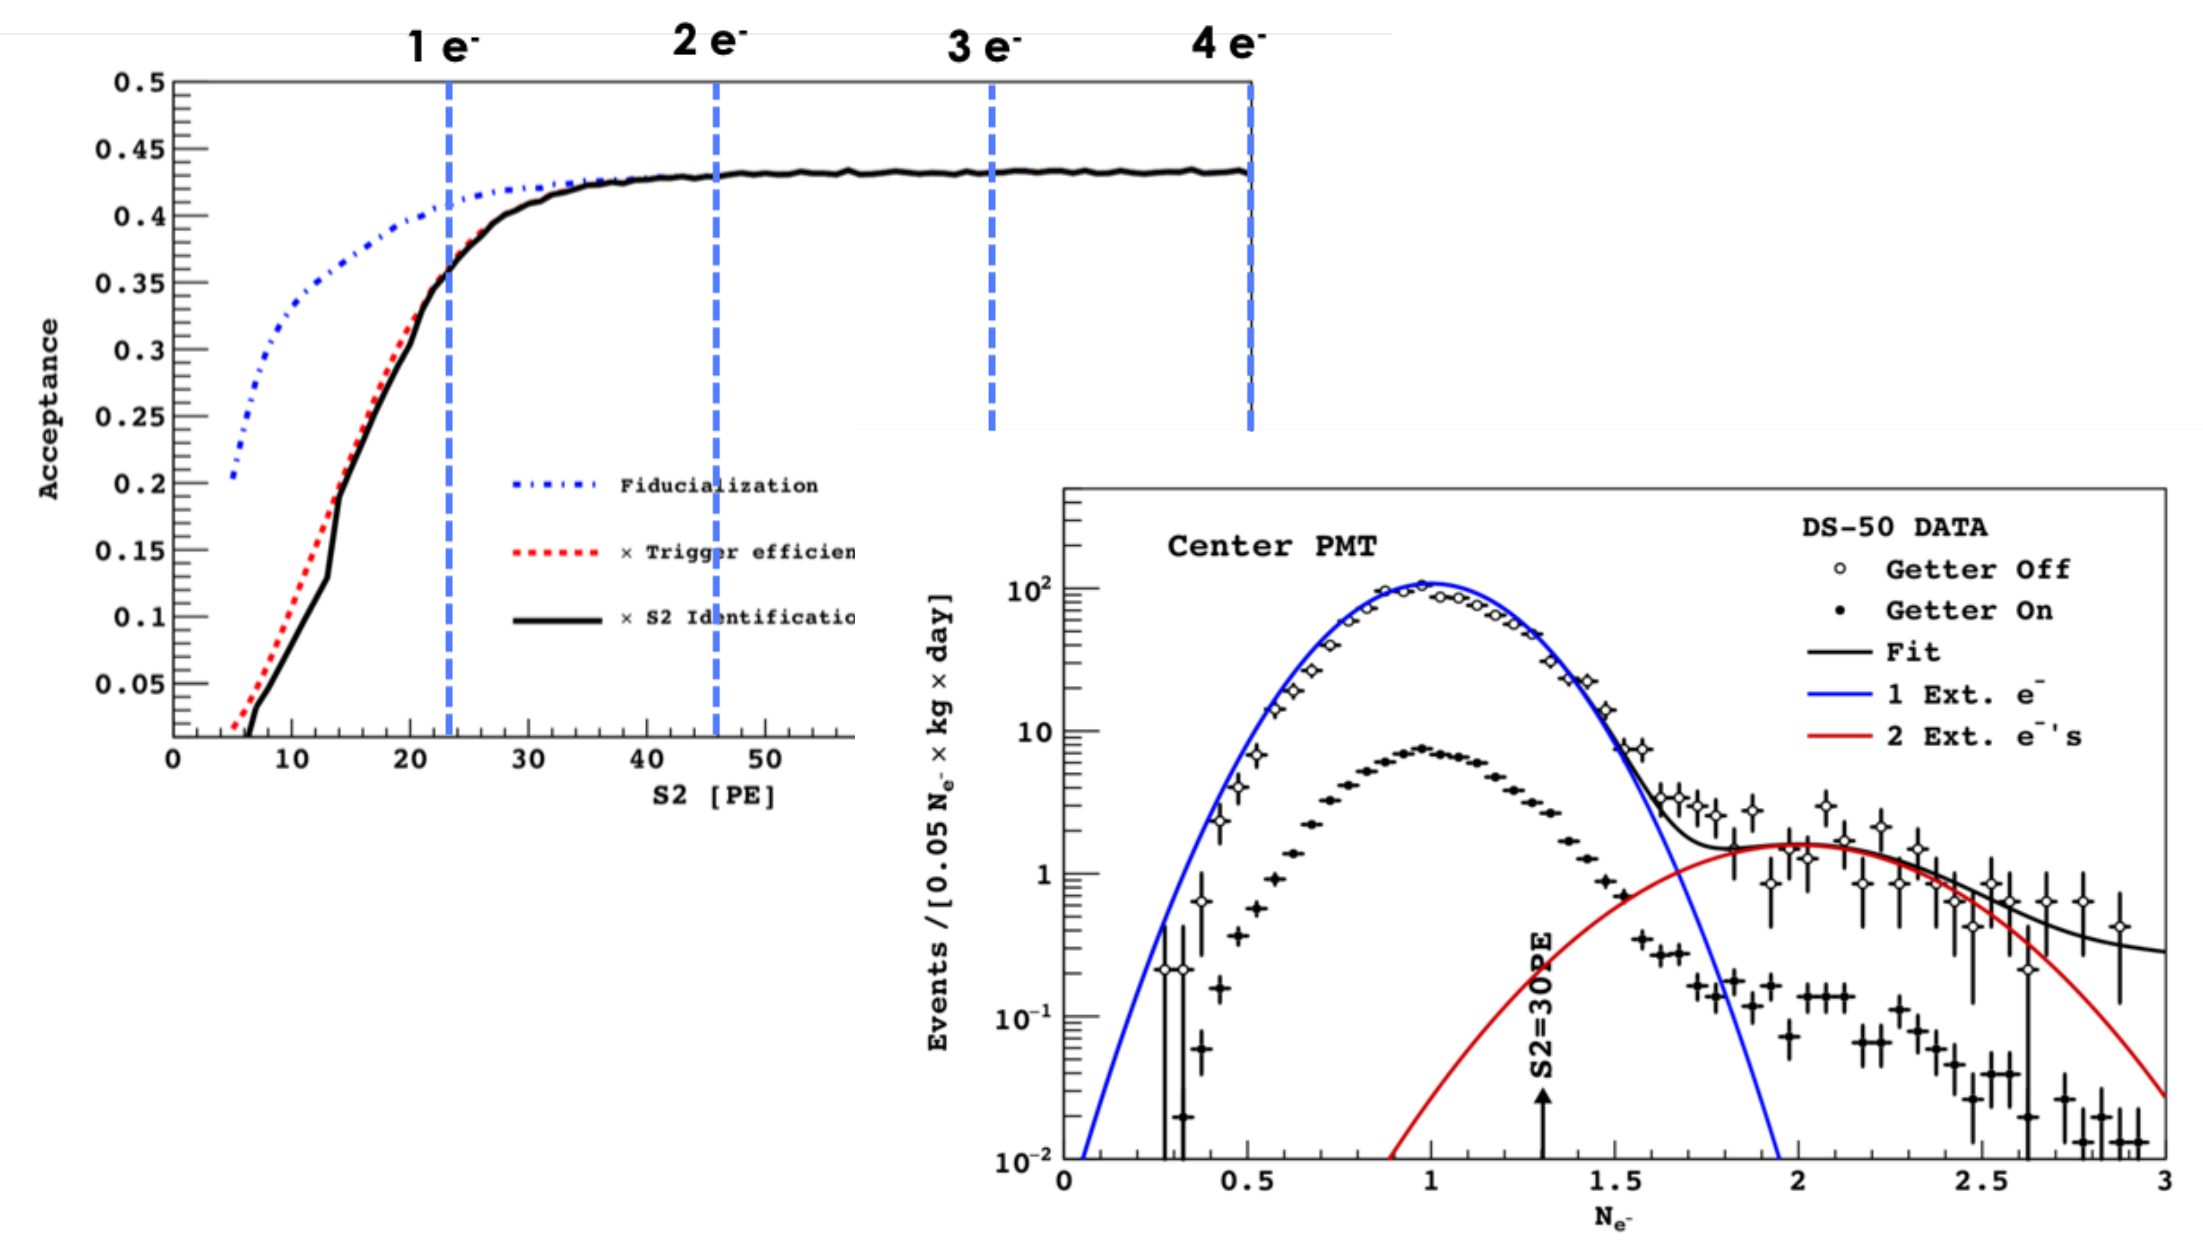 1 e⁻ 2 e⁻ 3 e⁻ 4 e⁻
0.5
0.45
0.4
0.35
0.3
0.25
0.2
0.15
0.1
0.05
Acceptance
Fiducialization
× Trigger efficien
× S2 Identificatio
0 10 20 30 40 50
S2 [PE]
Center PMT
DS-50 DATA
Getter Off
Getter On
Fit
1 Ext. e⁻
2 Ext. e⁻'s
10²
10
1
10⁻¹
10⁻²
Events /[0.05 Nₑ⁻ × kg × day]
S2=30PE
0 0.5 1 1.5 2 2.5 3
Nₑ⁻